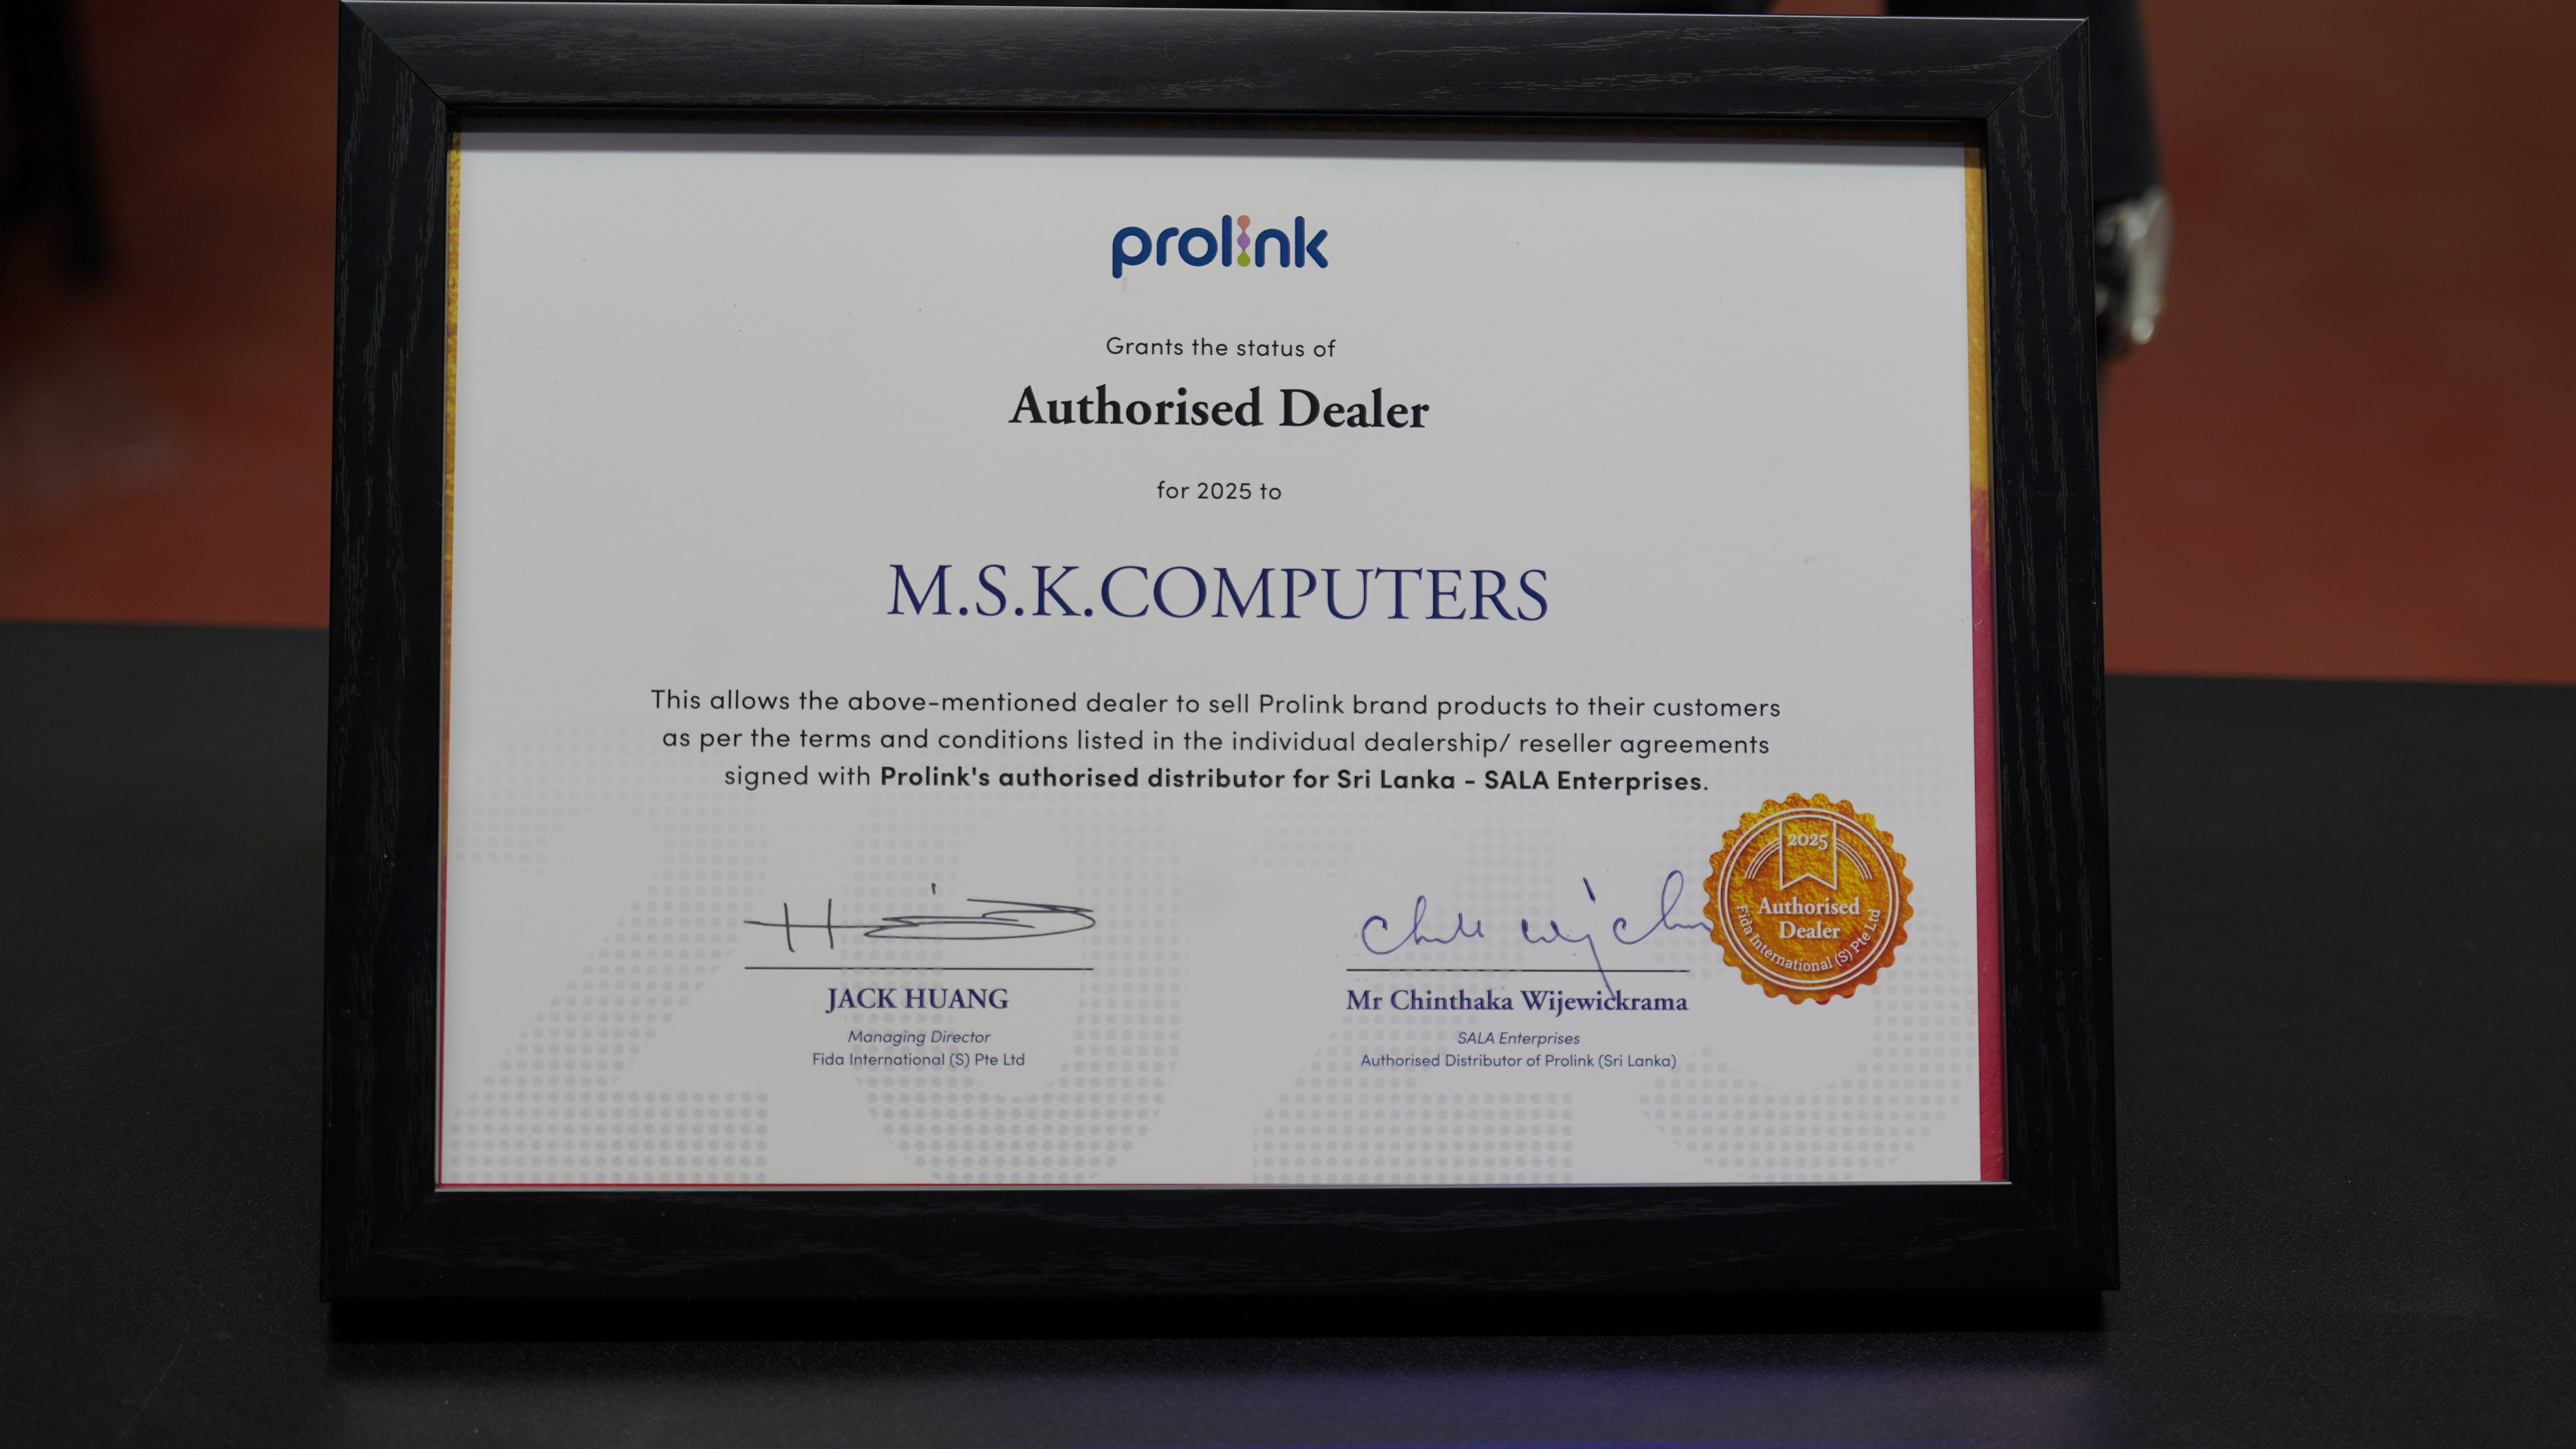 prolink
Grants the status of
Authorised Dealer
for 2025 to
M.S.K.COMPUTERS
This allows the above-mentioned dealer to sell Prolink brand products to their customers
as per the terms and conditions listed in the individual dealership/ reseller agreements
signed with Prolink's authorised distributor for Sri Lanka - SALA Enterprises.
JACK HUANG
Managing Director
Fida International (S) Pte Ltd
Mr Chinthaka Wijewickrama
SALA Enterprises
Authorised Distributor of Prolink (Sri Lanka)
2025
Authorised
Dealer
Fida International (S) Pte Ltd